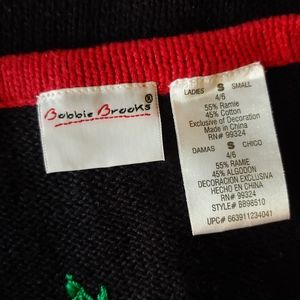 Bobbie Brooks®
LADIES S SMALL
4/6
55% Ramie
45% Cotton
Exclusive of Decoration
Made in China
RN# 99324
DAMAS S CHICO
4/6
55% RAMIE
45% ALGODON
DECORACION EXCLUSIVA
HECHO EN CHINA
RN# 99324
STYLE# BB98510
UPC# 663911234041